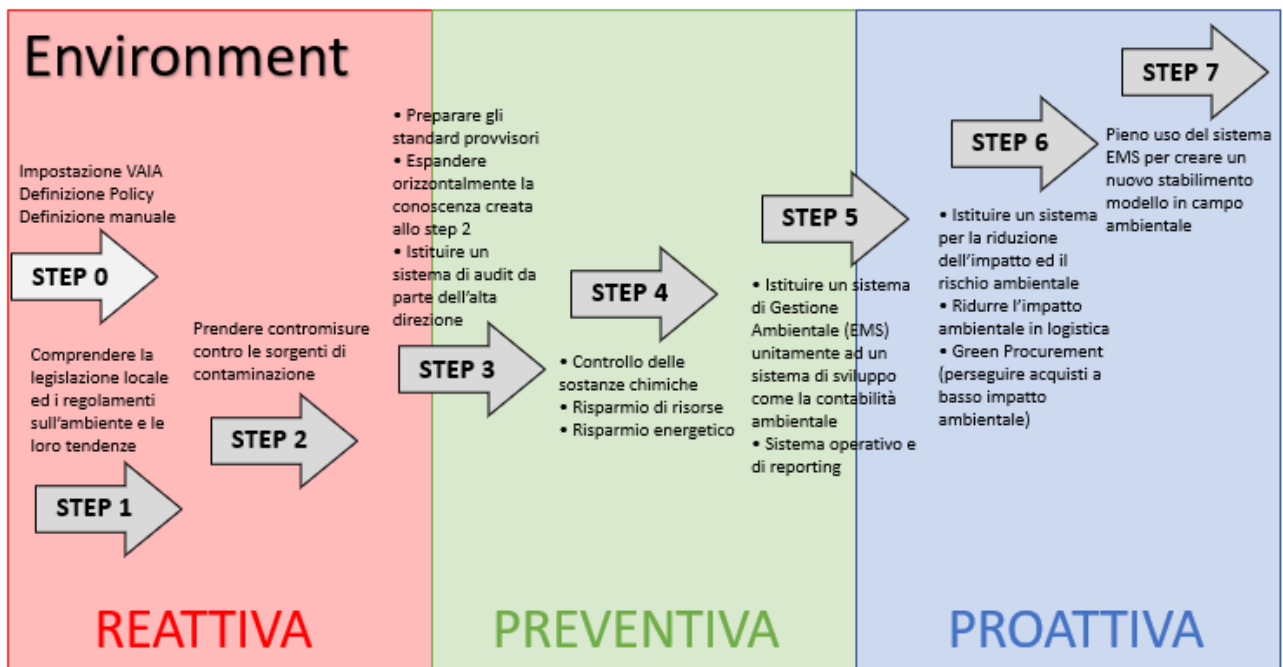 Environment
Impostazione VAIA
Definizione Policy
Definizione manuale
STEP 0
Comprendere la
legislazione locale
ed i regolamenti
sull'ambiente e le
loro tendenze
STEP 1
Prendere contromisure
contro le sorgenti di
contaminazione
STEP 2
• Preparare gli
standard provvisori
• Espandere
orizzontalmente la
conoscenza creata
allo step 2
• Istituire un
sistema di audit da
parte dell'alta
direzione
STEP 3
STEP 4
• Controllo delle
sostanze chimiche
• Risparmio di risorse
• Risparmio energetico
STEP 5
• Istituire un sistema
di Gestione
Ambientale (EMS)
unitamente ad un
sistema di sviluppo
come la contabilità
ambientale
• Sistema operativo e
di reporting
STEP 6
• Istituire un sistema
per la riduzione
dell'impatto ed il
rischio ambientale
• Ridurre l'impatto
ambientale in logistica
• Green Procurement
(perseguire acquisti a
basso impatto
ambientale)
STEP 7
Pieno uso del sistema
EMS per creare un
nuovo stabilimento
modello in campo
ambientale
REATTIVA
PREVENTIVA
PROATTIVA